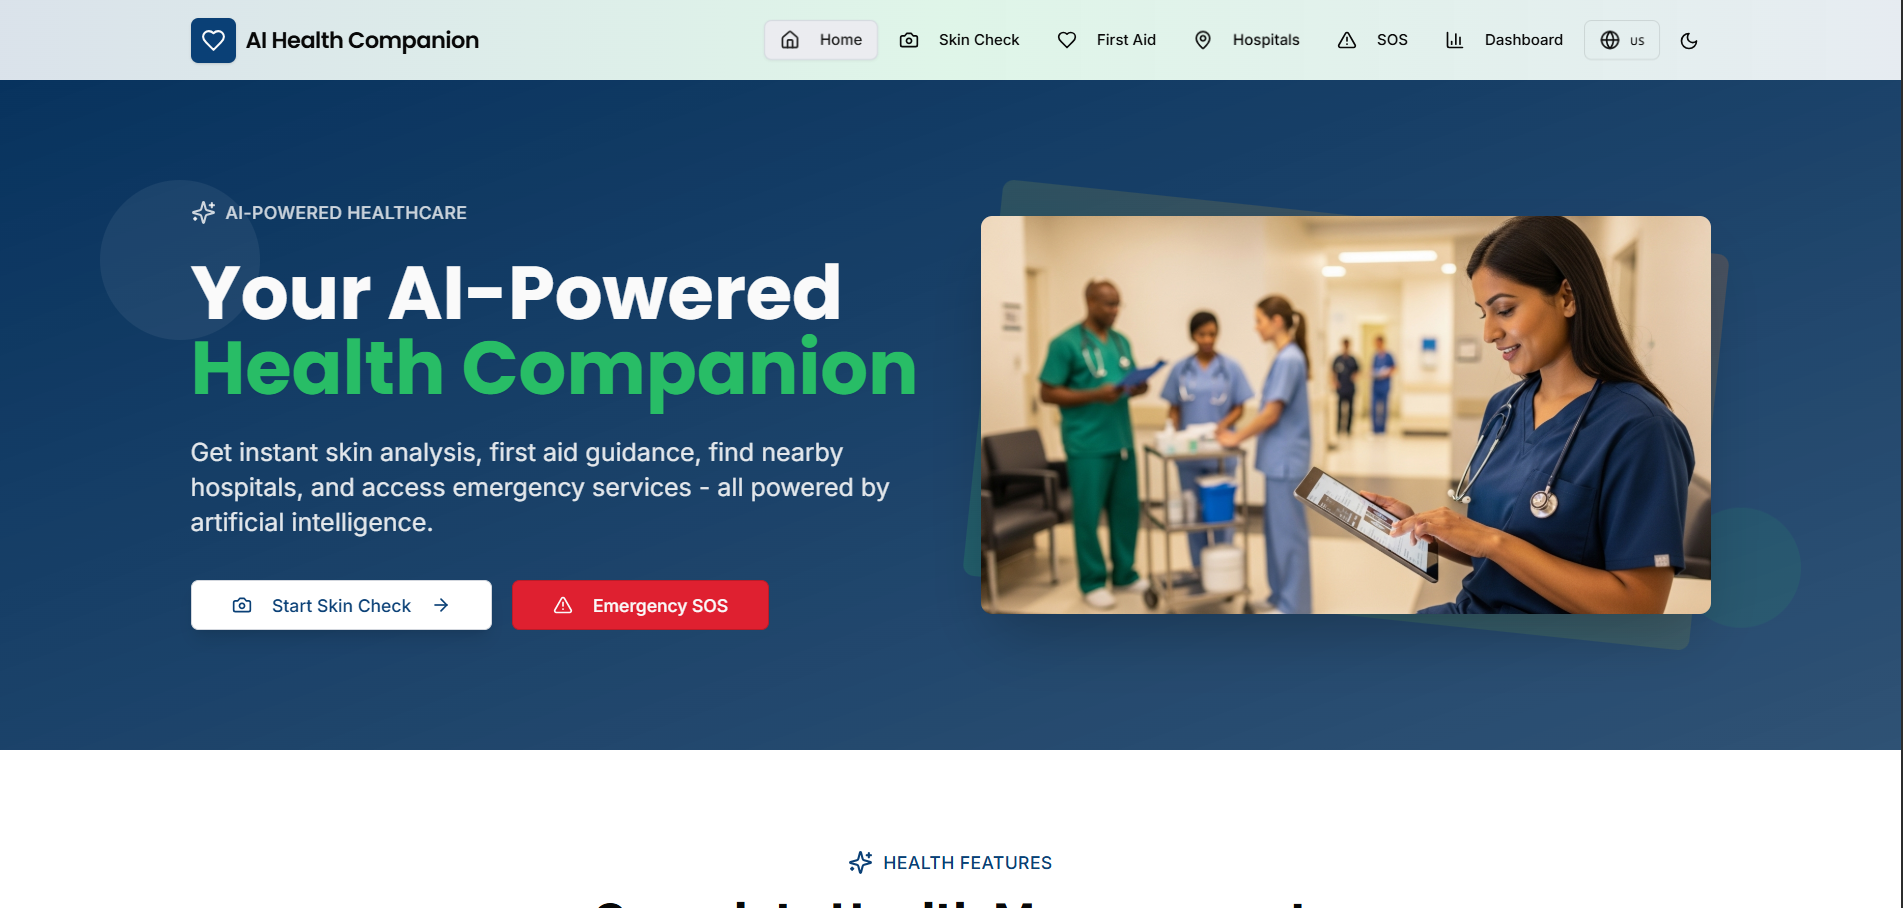 AI Health Companion
Home
Skin Check
First Aid
Hospitals
SOS
Dashboard
US
AI-POWERED HEALTHCARE
Your AI-Powered
Health Companion
Get instant skin analysis, first aid guidance, find nearby
hospitals, and access emergency services - all powered by
artificial intelligence.
Start Skin Check
Emergency SOS
HEALTH FEATURES